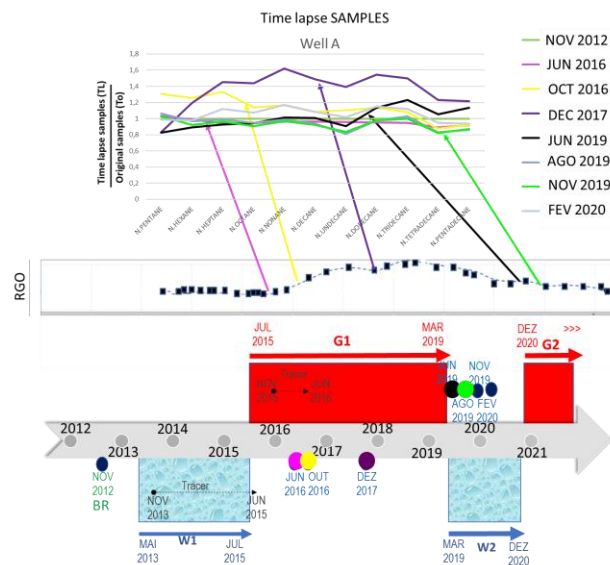 Time lapse SAMPLES
Well A
Time lapse samples (TL)
Original samples (To)
1,8
1,6
1,4
1,2
1
0,8
0,6
0,4
0,2
0
N.PENTANE
N.HEXANE
N.HEPTANE
N.OCTANE
N.NONANE
N.DECANE
N.UNDECANE
N.DODECANE
N.TRIDECANE
N.TETRADECANE
N.PENTADECANE
NOV 2012
JUN 2016
OCT 2016
DEC 2017
JUN 2019
AGO 2019
NOV 2019
FEV 2020
RGO
JUL
2015
G1
MAR
2019
DEZ
2020
>>>
G2
Tracer
NOV
2015
JUN
2016
JUN
2019
NOV
2019
AGO
2019
FEV
2020
2012
2013
2014
2015
2016
2017
2018
2019
2020
2021
NOV
2012
BR
Tracer
NOV
2013
JUN
2015
JUN
2016
OUT
2016
DEZ
2017
MAI
2013
W1
JUL
2015
MAR
2019
W2
DEZ
2020